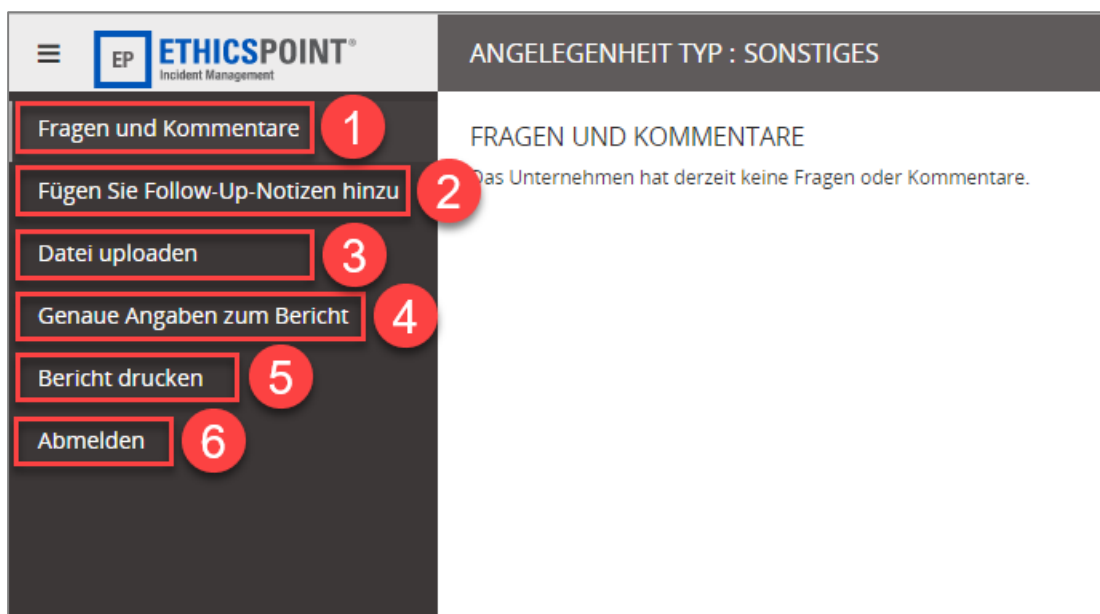 EP ETHICSPOINT®
Incident Management
ANGELEGENHEIT TYP : SONSTIGES
Fragen und Kommentare 1
Fügen Sie Follow-Up-Notizen hinzu 2
Datei uploaden 3
Genaue Angaben zum Bericht 4
Bericht drucken 5
Abmelden 6
FRAGEN UND KOMMENTARE
Das Unternehmen hat derzeit keine Fragen oder Kommentare.